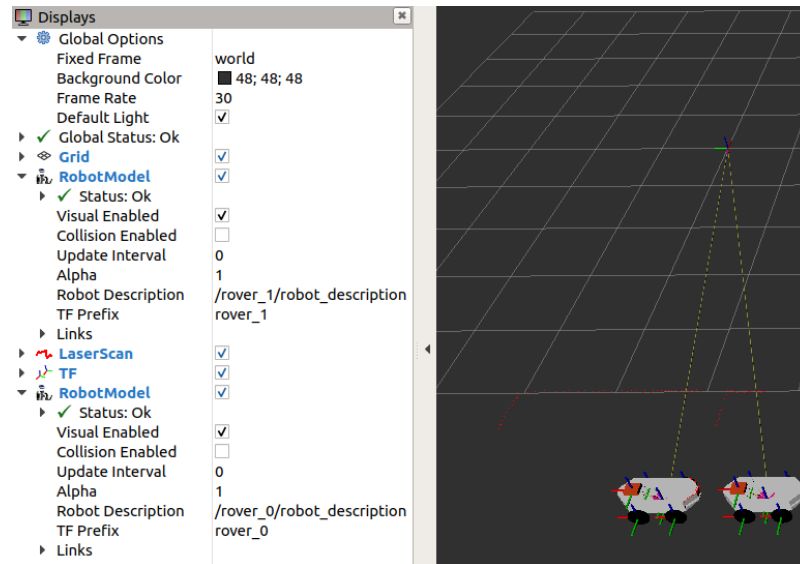 Displays
Global Options
Fixed Frame world
Background Color 48; 48; 48
Frame Rate 30
Default Light
Global Status: Ok
Grid
RobotModel
Status: Ok
Visual Enabled
Collision Enabled
Update Interval 0
Alpha 1
Robot Description /rover_1/robot_description
TF Prefix rover_1
Links
LaserScan
TF
RobotModel
Status: Ok
Visual Enabled
Collision Enabled
Update Interval 0
Alpha 1
Robot Description /rover_0/robot_description
TF Prefix rover_0
Links